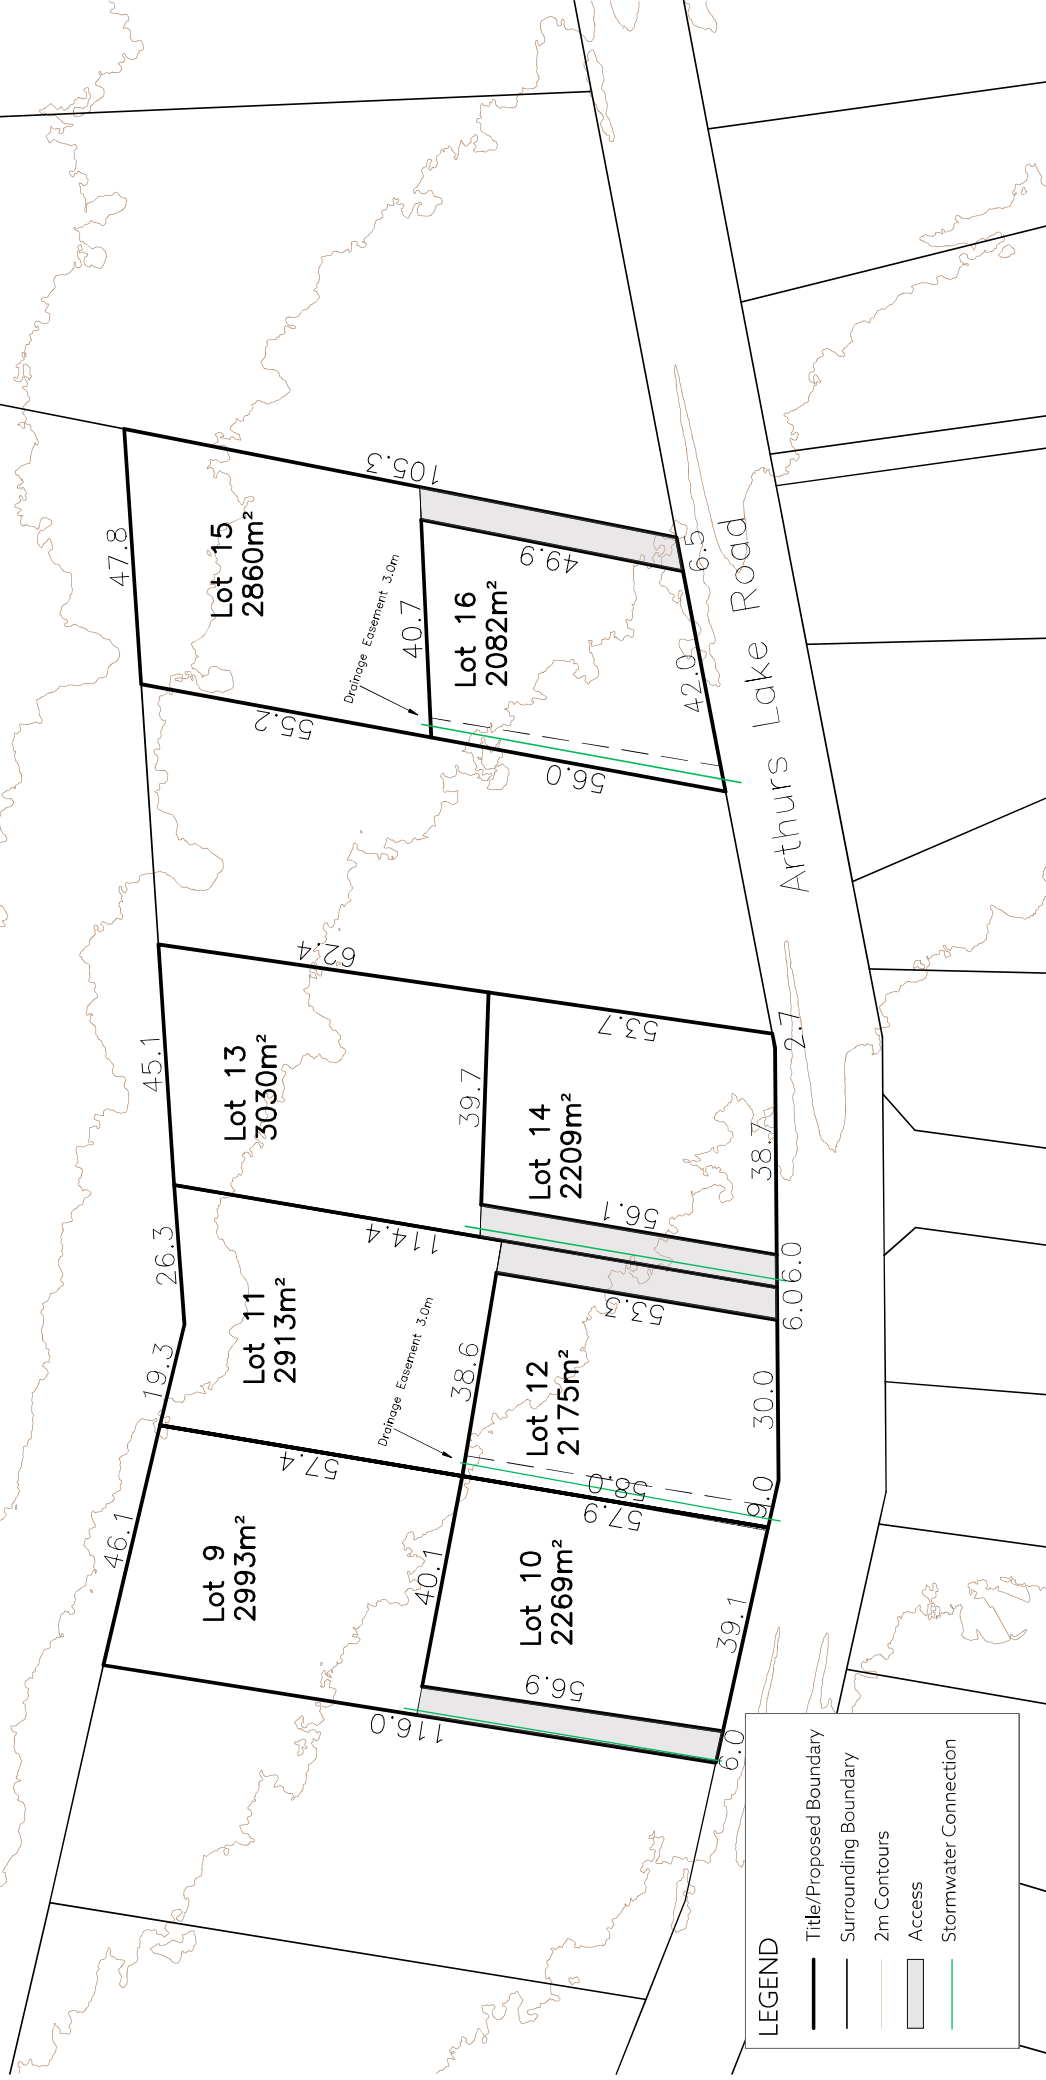 Lot 9
2993m²
Lot 10
2269m²
Lot 11
2913m²
Lot 12
2175m²
Lot 13
3030m²
Lot 14
2209m²
Lot 15
2860m²
Lot 16
2082m²
46.1
19.3
26.3
45.1
47.8
116.0
57.4
114.4
62.4
55.2
105.3
40.1
38.6
39.7
40.7
56.9
57.9
58.0
53.3
56.1
53.7
56.0
49.9
6.0
39.1
9.0
30.0
6.0
6.0
38.7
2.7
42.0
6.5
Drainage Easement 3.0m
Drainage Easement 3.0m
Arthurs Lake Road
LEGEND
Title/Proposed Boundary
Surrounding Boundary
2m Contours
Access
Stormwater Connection